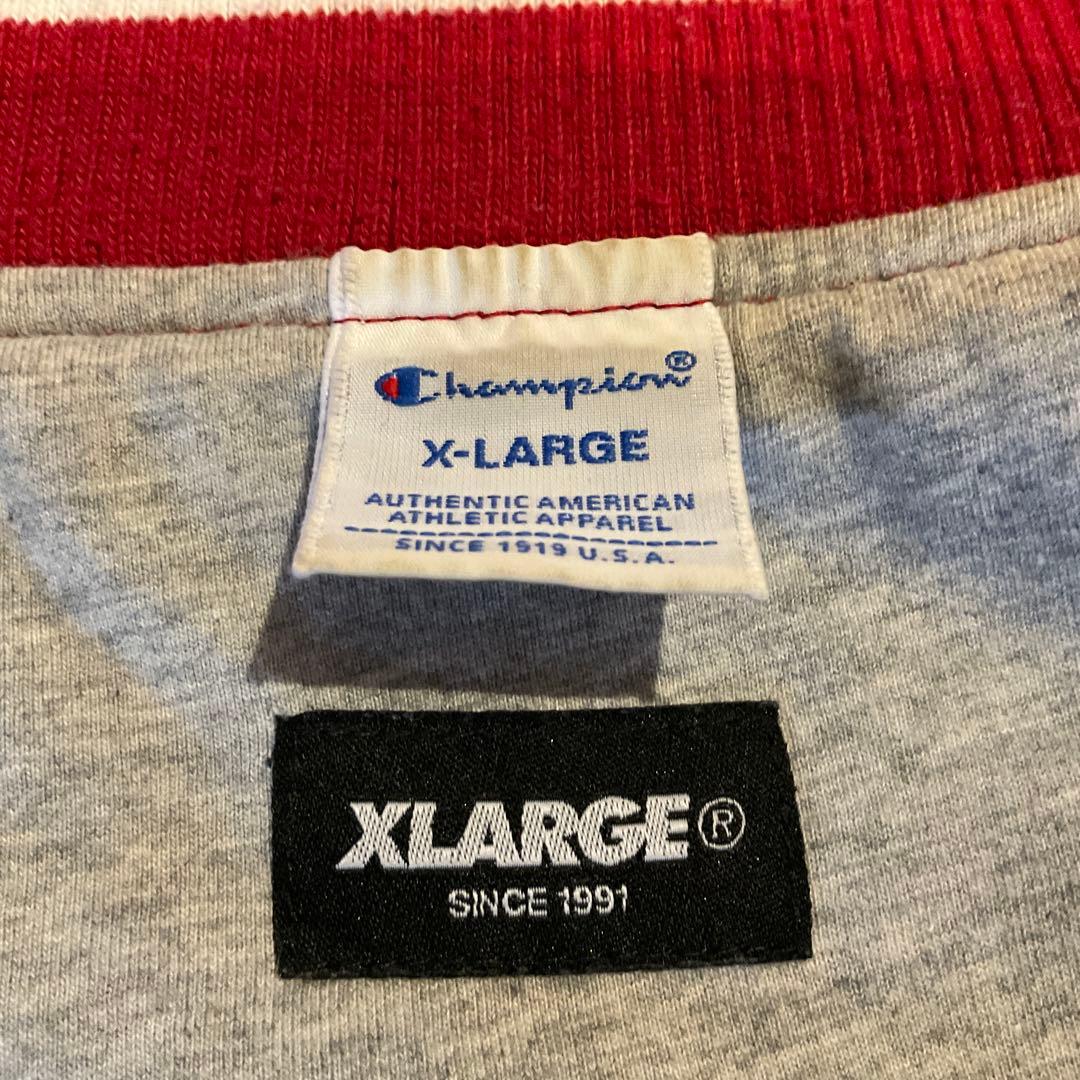 Champion®
X-LARGE
AUTHENTIC AMERICAN
ATHLETIC APPAREL
SINCE 1919 U.S.A.
XLARGE®
SINCE 1991